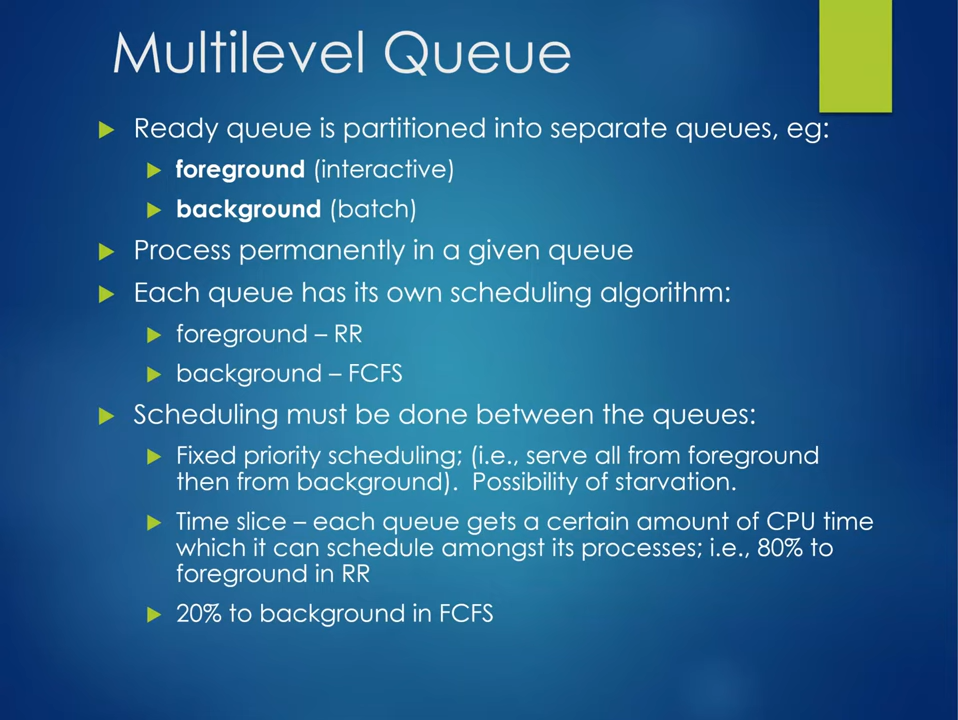 Multilevel Queue
Ready queue is partitioned into separate queues, eg:
foreground (interactive)
background (batch)
Process permanently in a given queue
Each queue has its own scheduling algorithm:
foreground – RR
background – FCFS
Scheduling must be done between the queues:
Fixed priority scheduling; (i.e., serve all from foreground
then from background).  Possibility of starvation.
Time slice – each queue gets a certain amount of CPU time
which it can schedule amongst its processes; i.e., 80% to
foreground in RR
20% to background in FCFS